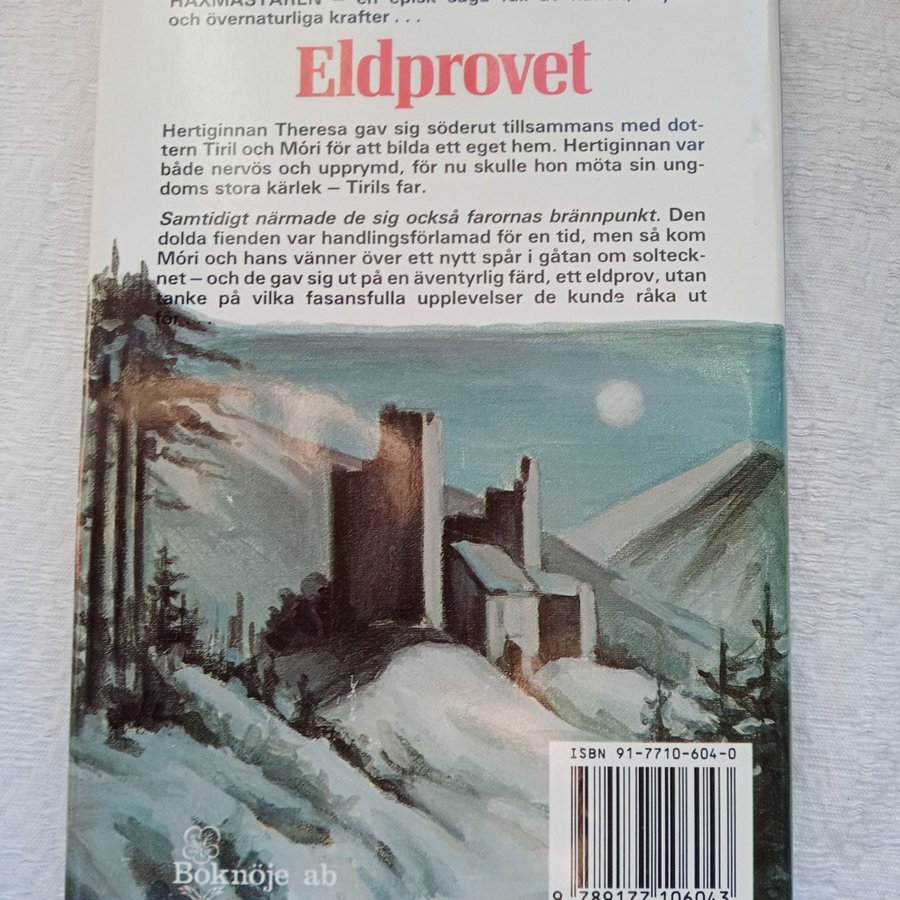 HÄXMÄSTAREN – en episk saga full av
och övernaturliga krafter . . .
Eldprovet
Hertiginnan Theresa gav sig söderut tillsammans med dot-
tern Tiril och Móri för att bilda ett eget hem. Hertiginnan var
både nervös och upprymd, för nu skulle hon möta sin ung-
doms stora kärlek – Tirils far.
Samtidigt närmade de sig också farornas brännpunkt. Den
dolda fienden var handlingsförlamad för en tid, men så kom
Móri och hans vänner över ett nytt spår i gåtan om solteck-
net – och de gav sig ut på en äventyrlig färd, ett eldprov, utan
tanke på vilka fasansfulla upplevelser de kunde råka ut
för. . . .
ISBN 91-7710-604-0
9 789177 106043
Boknöje ab